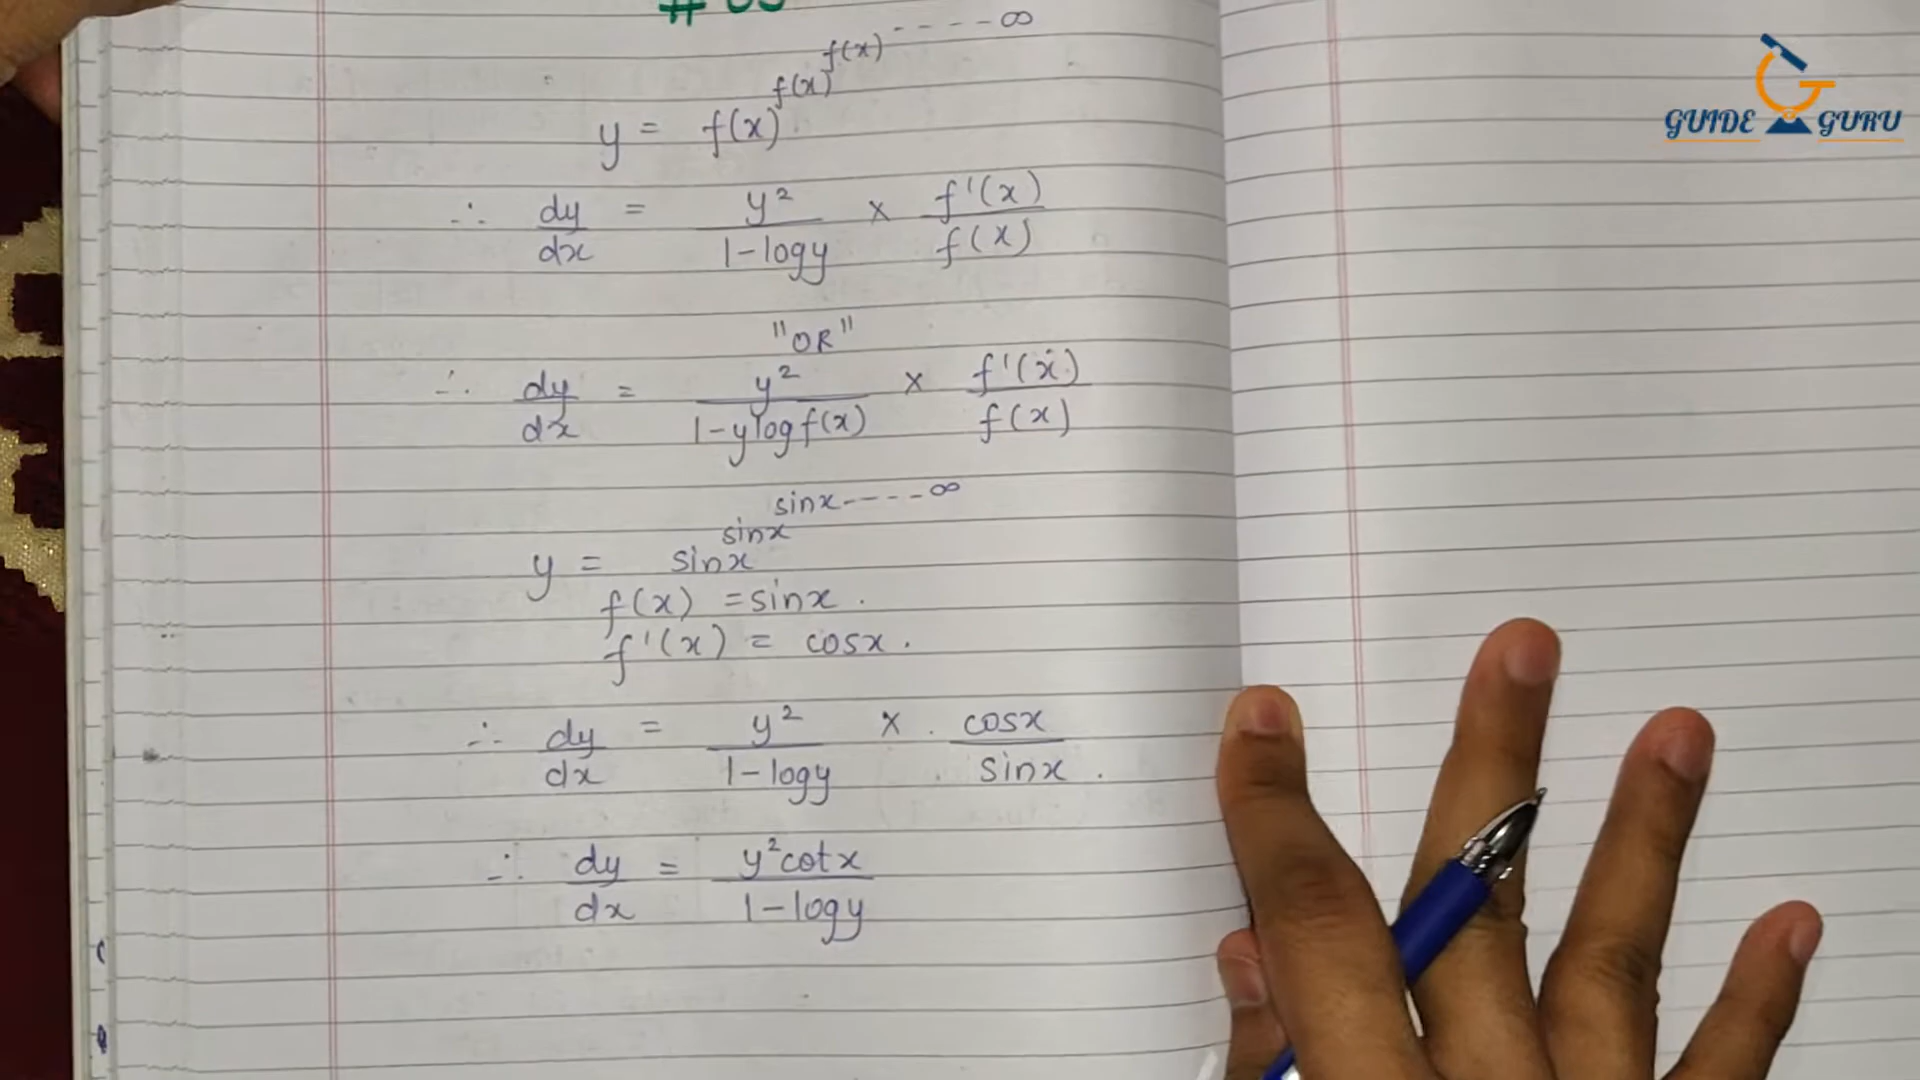 GUIDE GURU
y = f(x)^f(x)^f(x)^----∞
∴ dy/dx = y²/1-logy × f'(x)/f(x)
"OR"
∴ dy/dx = y²/1-ylogf(x) × f'(x)/f(x)
y = sinx^sinx^sinx----∞
f(x) = sinx.
f'(x) = cosx.
∴ dy/dx = y²/1-logy × . cosx/sinx .
∴ dy/dx = y²cotx/1-logy